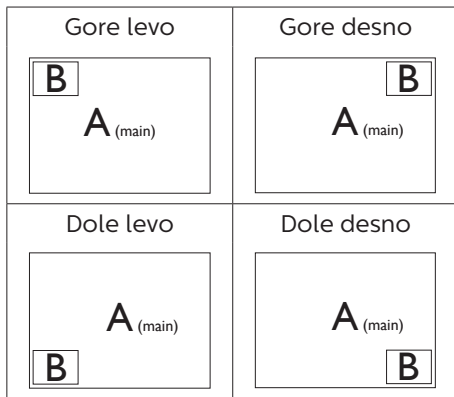 Gore levo
B
A (main)
Gore desno
B
A (main)
Dole levo
A (main)
B
Dole desno
A (main)
B